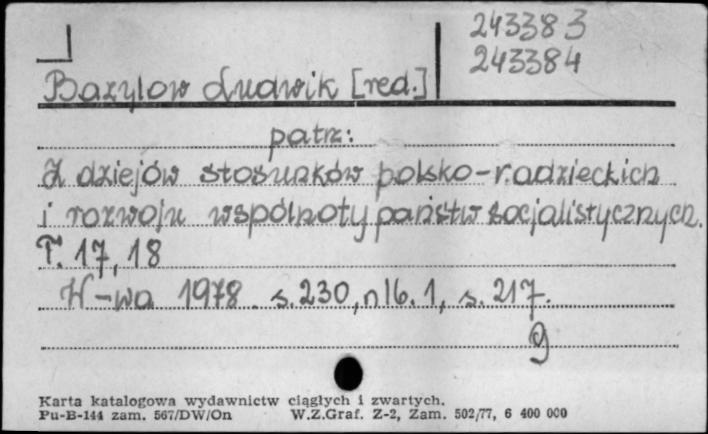 243383
243384
Bazylow Ludwik [red.]
patrz:
Z dziejów stosunków polsko-radzieckich
i rozwoju wspólnoty państw socjalistycznych.
T. 17, 18
W-wa 1978 s. 230, nlb. 1, s. 217.
g
Karta katalogowa wydawnictw ciągłych i zwartych.
Pu-B-144 zam. 567/DW/On W.Z.Graf. Z-2, Zam. 502/77, 6 400 000